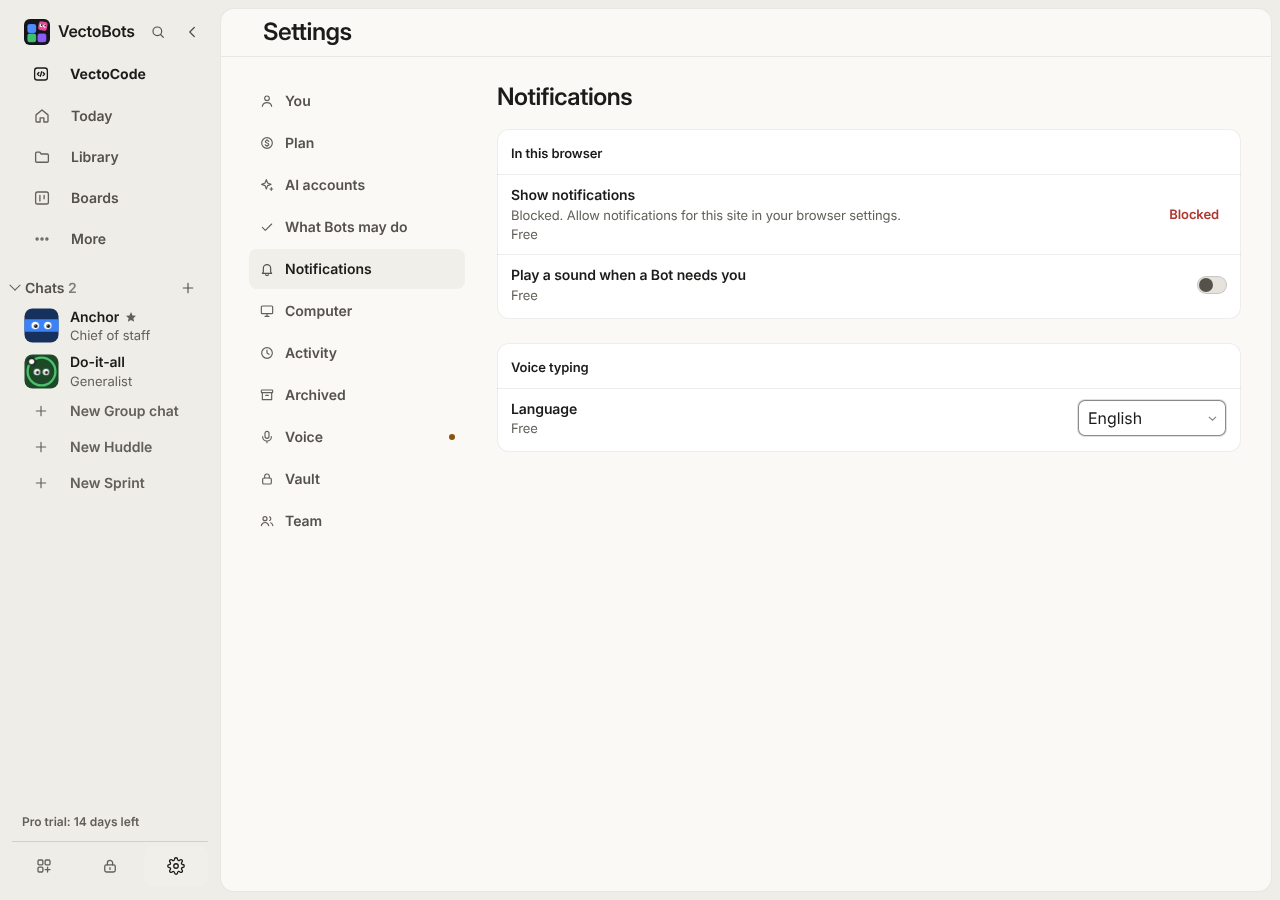 VectoBots
VectoCode
Today
Library
Boards
More
Chats 2
Anchor
Chief of staff
Do-it-all
Generalist
New Group chat
New Huddle
New Sprint
Pro trial: 14 days left
Settings
You
Plan
AI accounts
What Bots may do
Notifications
Computer
Activity
Archived
Voice
Vault
Team
Notifications
In this browser
Show notifications
Blocked. Allow notifications for this site in your browser settings.
Free
Blocked
Play a sound when a Bot needs you
Free
Voice typing
Language
Free
English